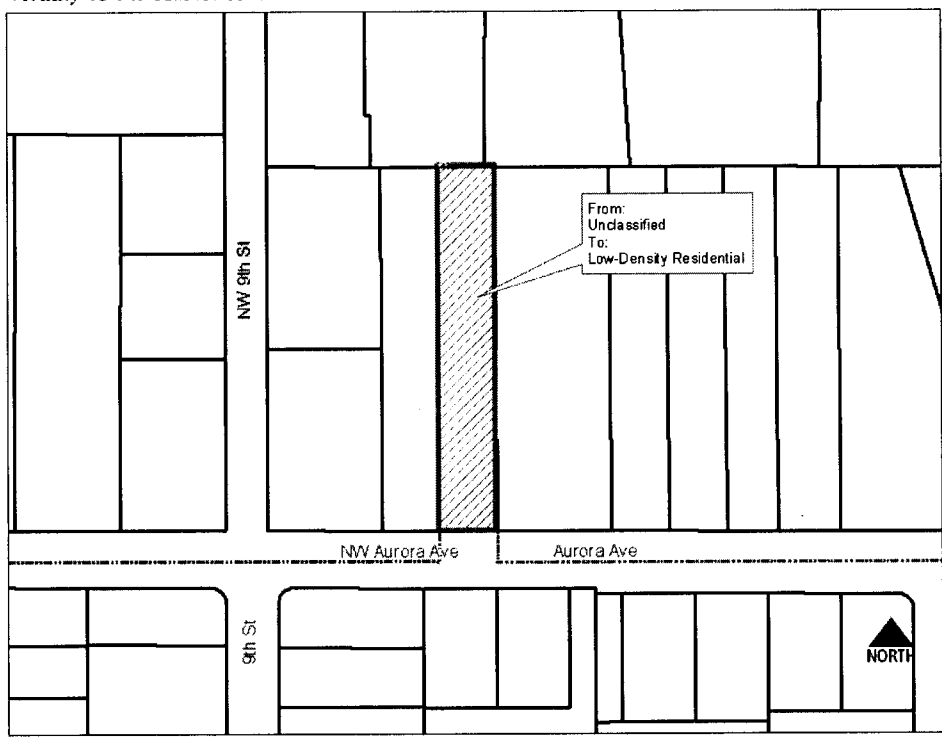 From:
Unclassified
To:
Low-Density Residential
NW 9th St
NW Aurora Ave
Aurora Ave
9th St
NORTH